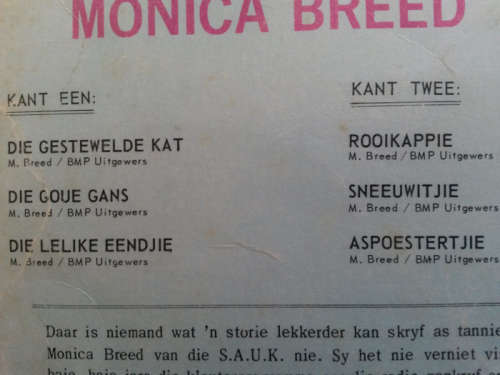 MONICA BREED
KANT EEN:
DIE GESTEWELDE KAT
M. Breed / BMP Uitgewers
DIE GOUE GANS
M. Breed / BMP Uitgewers
DIE LELIKE EENDJIE
M. Breed / BMP Uitgewers
KANT TWEE:
ROOIKAPPIE
M. Breed / BMP Uitgewers
SNEEUWITJIE
M. Breed / BMP Uitgewers
ASPOESTERTJIE
M. Breed / BMP Uitgewers
Daar is niemand wat 'n storie lekkerder kan skryf as tannie
Monica Breed van die S.A.U.K. nie. Sy het nie verniet